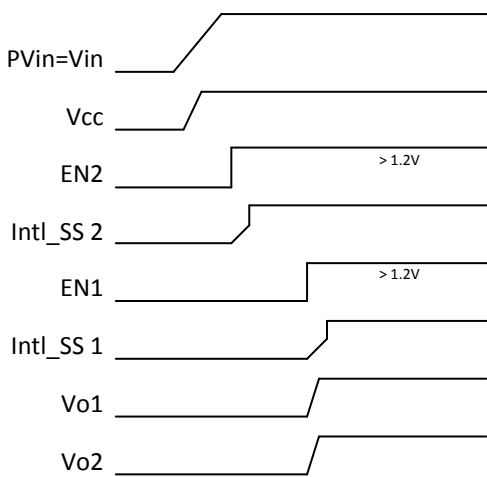 PVin=Vin
Vcc
EN2
> 1.2V
Intl_SS 2
EN1
> 1.2V
Intl_SS 1
Vo1
Vo2